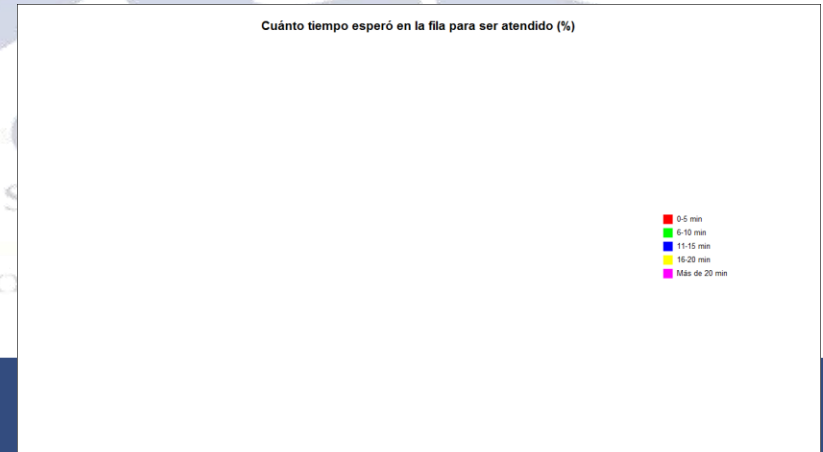 Cuánto tiempo esperó en la fila para ser atendido (%)
0-5 min
6-10 min
11-15 min
16-20 min
Más de 20 min